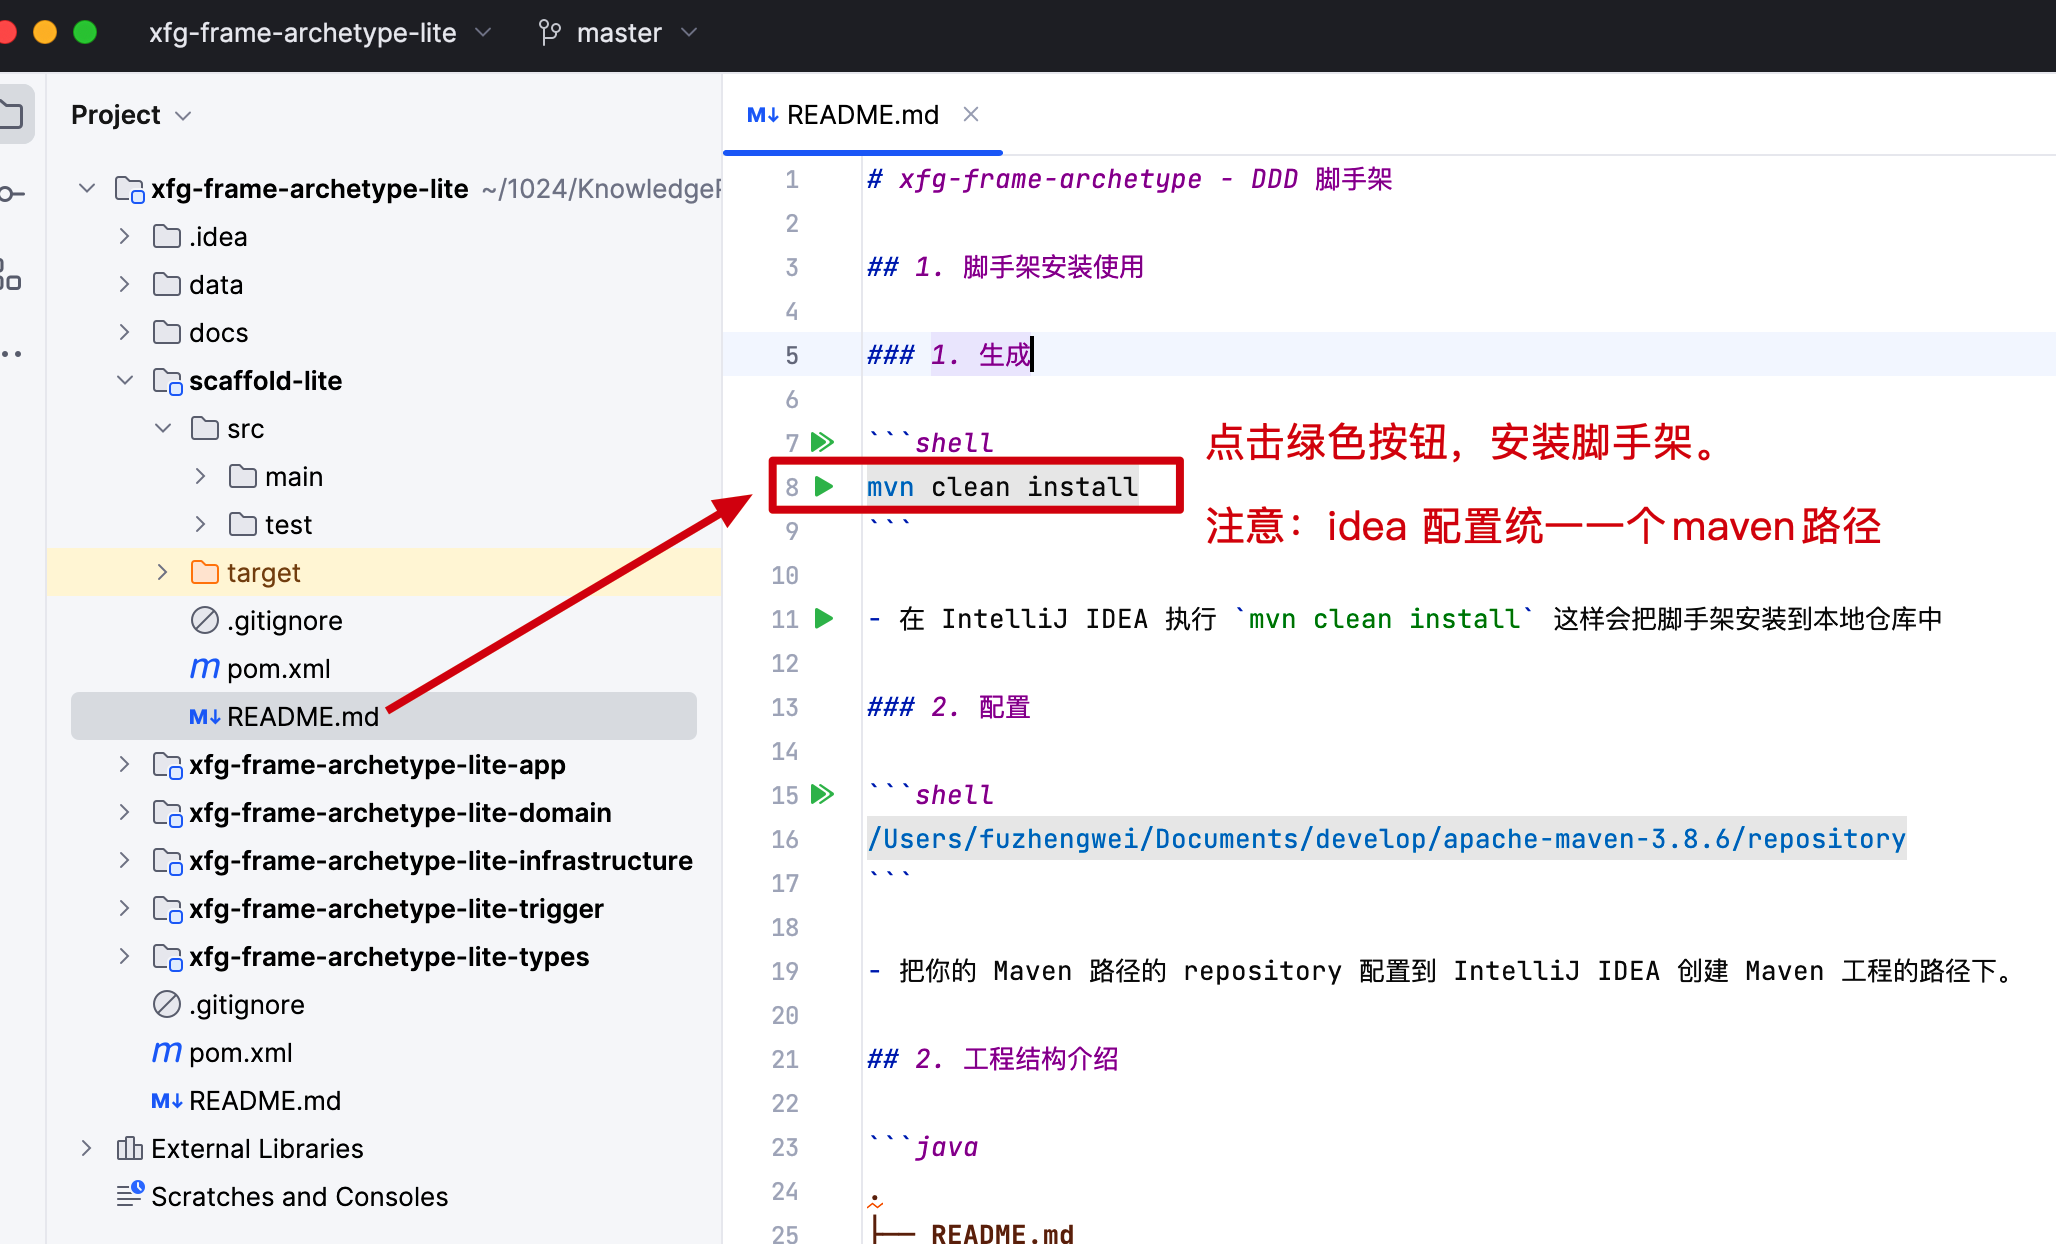 xfg-frame-archetype-lite
master
Project
xfg-frame-archetype-lite ~/1024/Knowledge
.idea
data
docs
scaffold-lite
src
main
test
target
.gitignore
pom.xml
README.md
xfg-frame-archetype-lite-app
xfg-frame-archetype-lite-domain
xfg-frame-archetype-lite-infrastructure
xfg-frame-archetype-lite-trigger
xfg-frame-archetype-lite-types
.gitignore
pom.xml
README.md
External Libraries
Scratches and Consoles
README.md
1 # xfg-frame-archetype - DDD 脚手架
2
3 ## 1. 脚手架安装使用
4
5 ### 1. 生成
6
7 ```shell
8 mvn clean install
9 ```
10
11 - 在 IntelliJ IDEA 执行 `mvn clean install` 这样会把脚手架安装到本地仓库中
12
13 ### 2. 配置
14
15 ```shell
16 /Users/fuzhengwei/Documents/develop/apache-maven-3.8.6/repository
17 ```
18
19 - 把你的 Maven 路径的 repository 配置到 IntelliJ IDEA 创建 Maven 工程的路径下。
20
21 ## 2. 工程结构介绍
22
23 ```java
24 .
25 ├── README.md
点击绿色按钮，安装脚手架。
注意：idea 配置统一一个maven路径